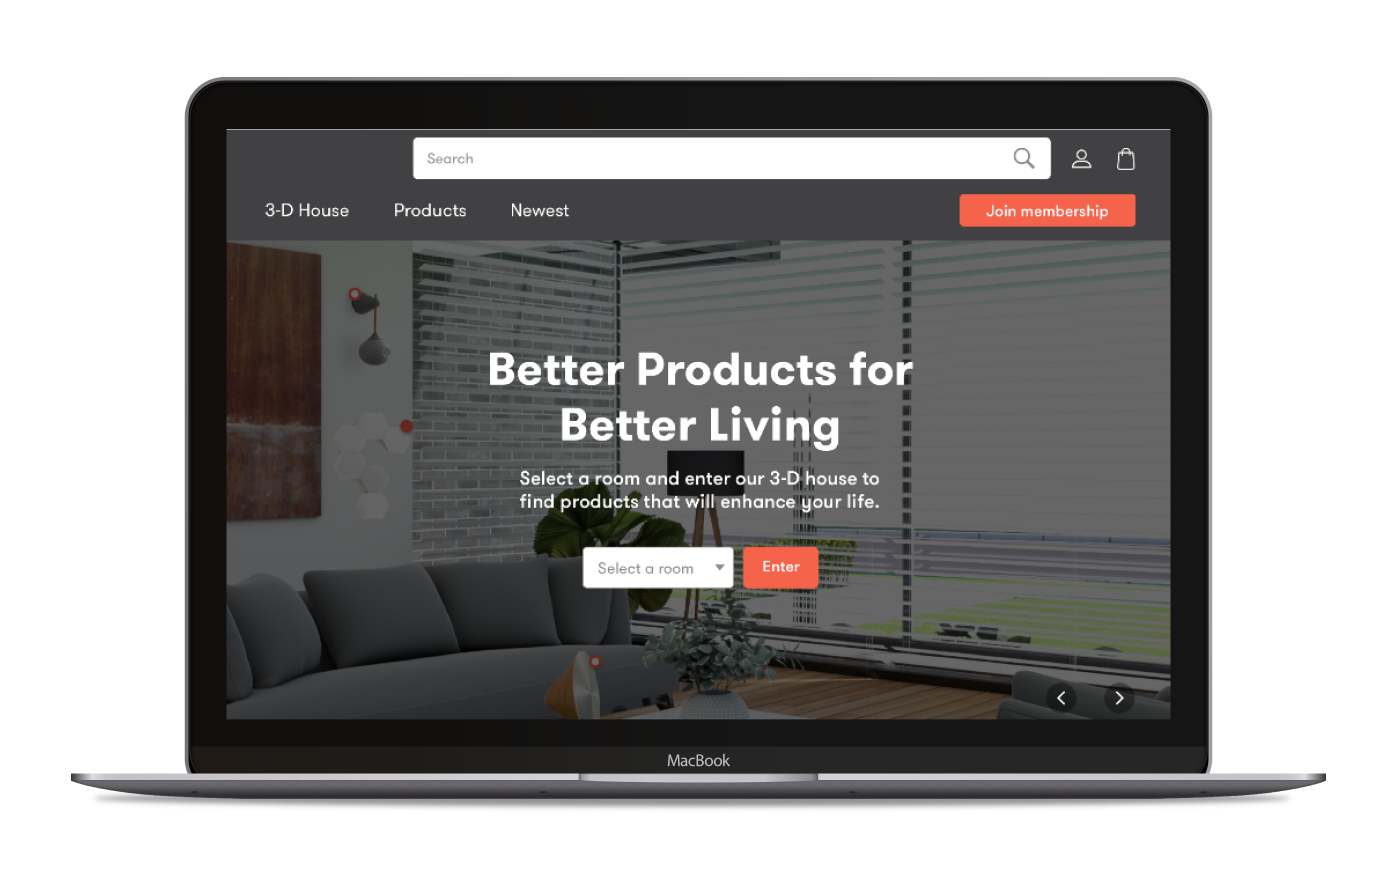 Search
3-D House Products Newest
Join membership
Better Products for
Better Living
Select a room and enter our 3-D house to
find products that will enhance your life.
Select a room
Enter
MacBook